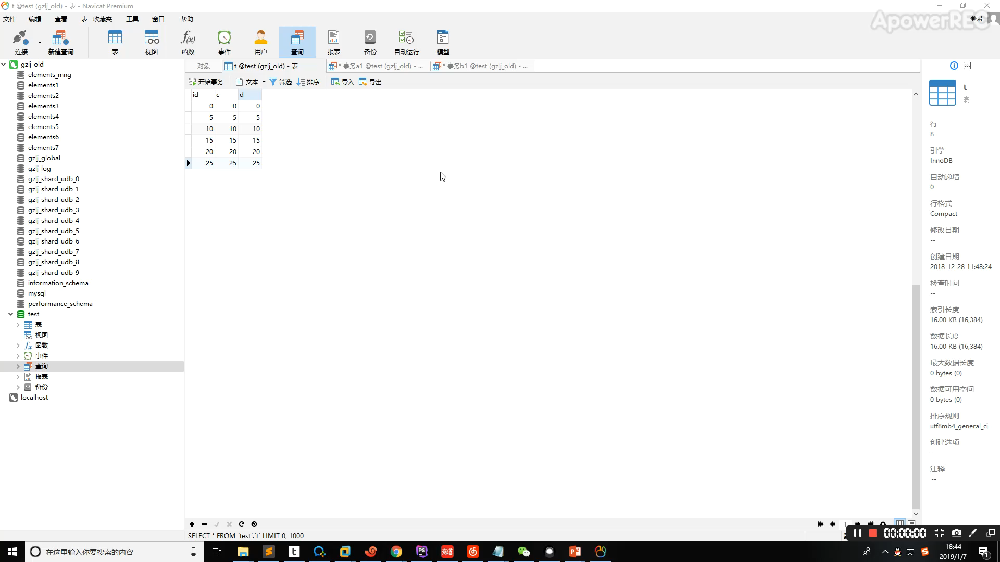 t @test (gzlj_old) - 表 - Navicat Premium
ApowerREC
文件 编辑 查看 表 收藏夹 工具 窗口 帮助 登录
连接 新建查询 表 视图 函数 事件 用户 查询 报表 备份 自动运行 模型
gzlj_old
elements_mng
elements1
elements2
elements3
elements4
elements5
elements6
elements7
gzlj_global
gzlj_log
gzlj_shard_udb_0
gzlj_shard_udb_1
gzlj_shard_udb_2
gzlj_shard_udb_3
gzlj_shard_udb_4
gzlj_shard_udb_5
gzlj_shard_udb_6
gzlj_shard_udb_7
gzlj_shard_udb_8
gzlj_shard_udb_9
information_schema
mysql
performance_schema
test
表
视图
函数
事件
查询
报表
备份
localhost
对象 t @test (gzlj_old) - 表 * 事务a1 @test (gzlj_old) - ... * 事务b1 @test (gzlj_old) - ...
开始事务 文本 筛选 排序 导入 导出
id c d
0 0 0
5 5 5
10 10 10
15 15 15
20 20 20
25 25 25
t
表
行
8
引擎
InnoDB
自动递增
0
行格式
Compact
修改日期
--
创建日期
2018-12-28 11:48:24
检查时间
--
索引长度
16.00 KB (16,384)
数据长度
16.00 KB (16,384)
最大数据长度
0 bytes (0)
数据可用空间
0 bytes (0)
排序规则
utf8mb4_general_ci
创建选项
--
注释
--
1
SELECT * FROM `test`.`t` LIMIT 0, 1000
00:00:00
在这里输入你要搜索的内容
PS
有道
英
18:44
2019/1/7
1